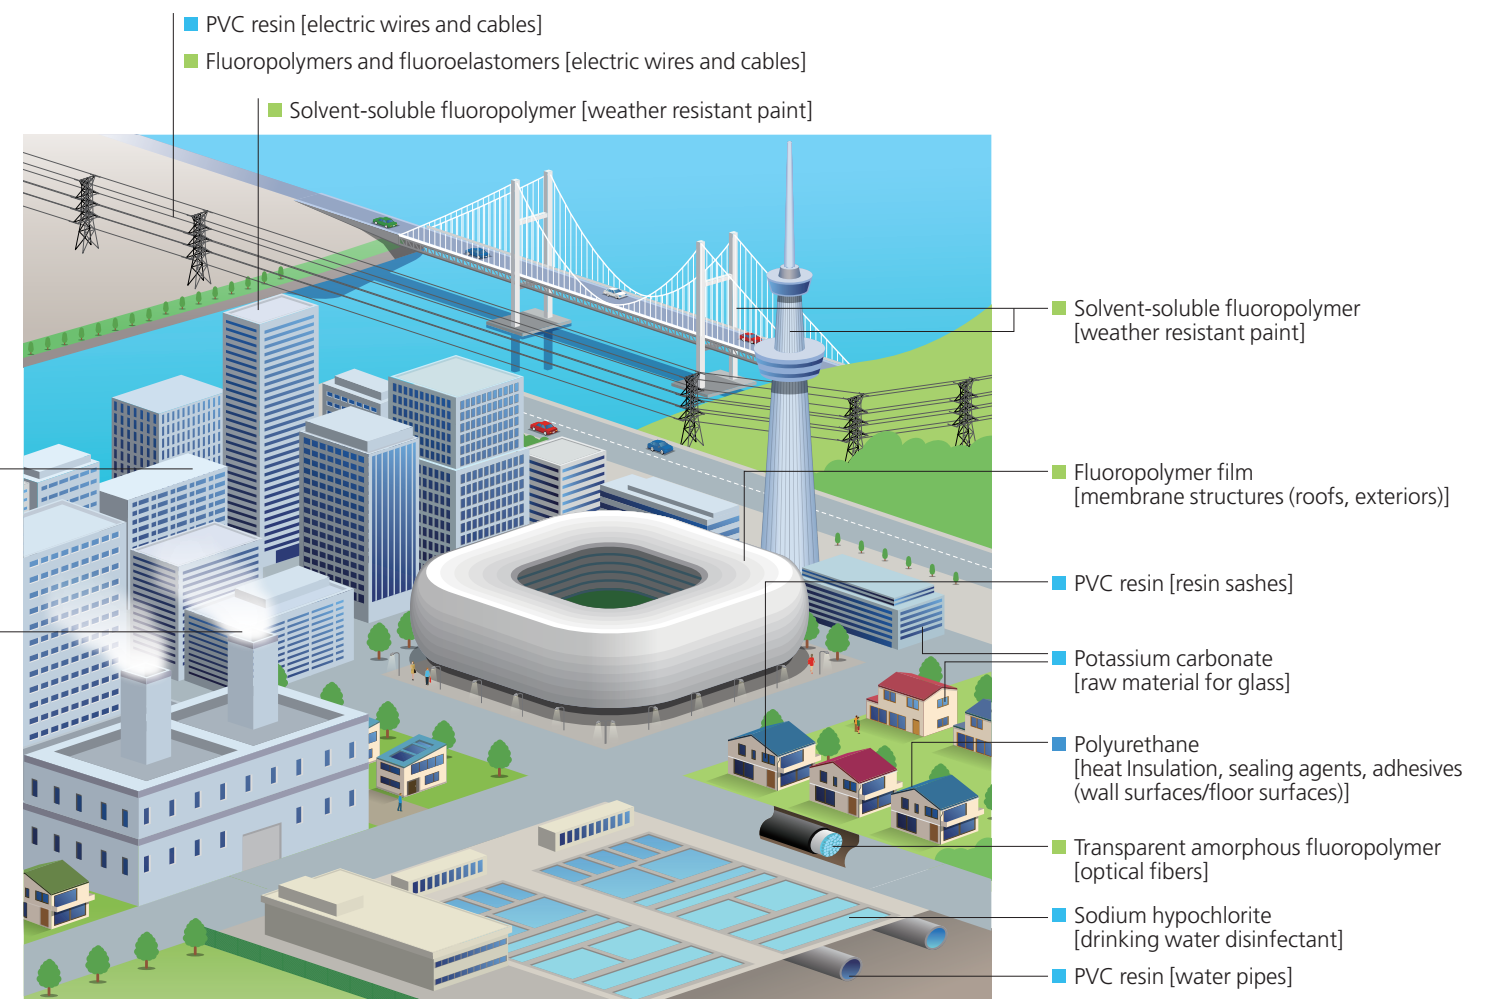 PVC resin [electric wires and cables]
Fluoropolymers and fluoroelastomers [electric wires and cables]
Solvent-soluble fluoropolymer [weather resistant paint]
Solvent-soluble fluoropolymer
[weather resistant paint]
Fluoropolymer film
[membrane structures (roofs, exteriors)]
PVC resin [resin sashes]
Potassium carbonate
[raw material for glass]
Polyurethane
[heat Insulation, sealing agents, adhesives
(wall surfaces/floor surfaces)]
Transparent amorphous fluoropolymer
[optical fibers]
Sodium hypochlorite
[drinking water disinfectant]
PVC resin [water pipes]